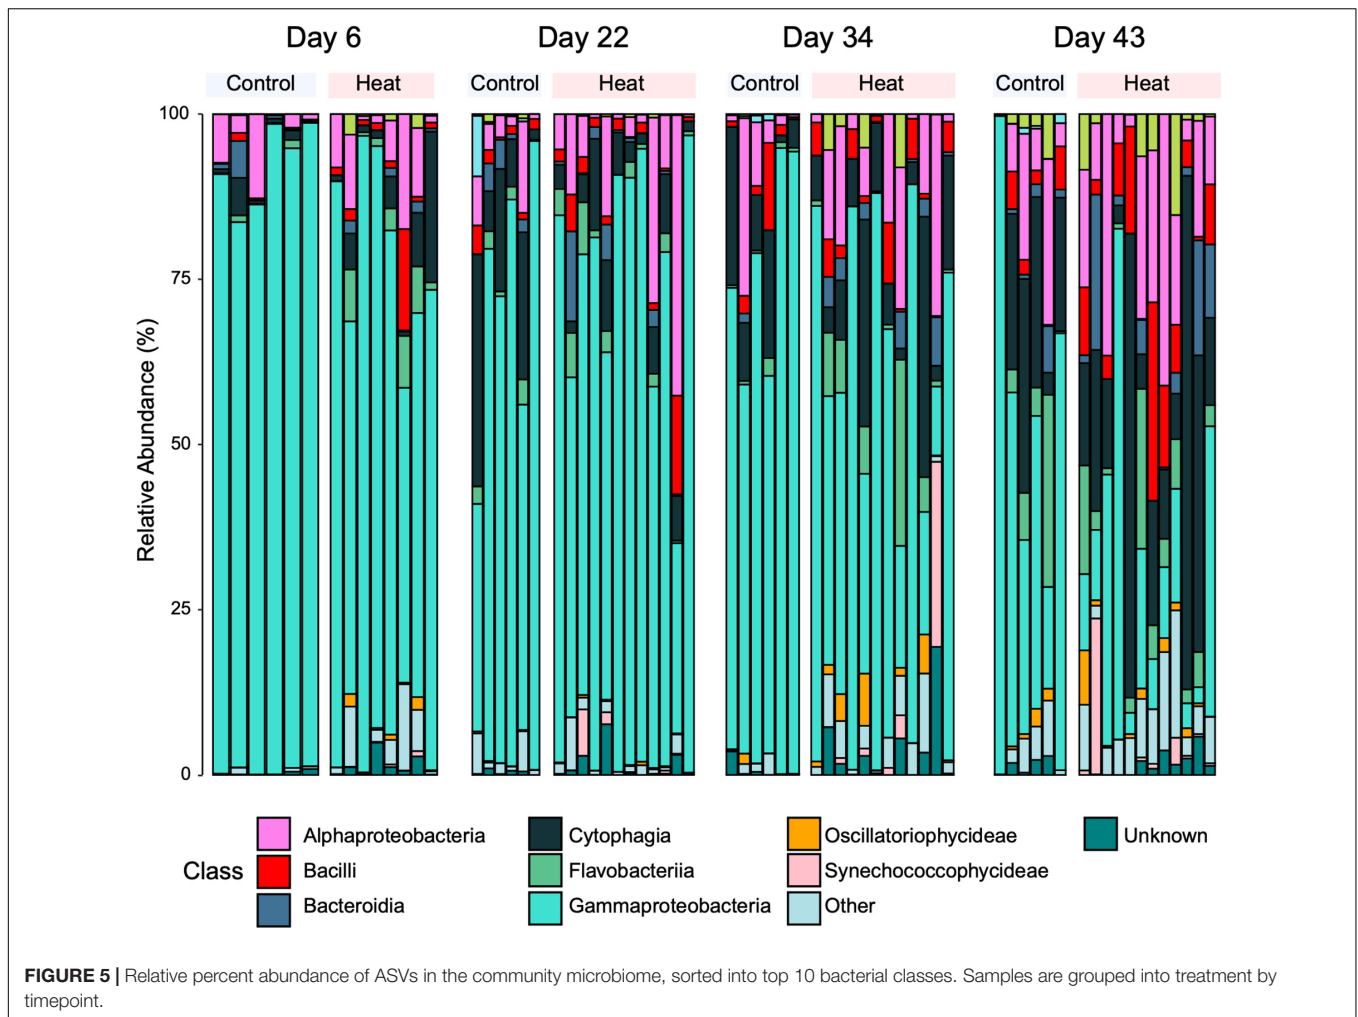 Day 6 Day 22 Day 34 Day 43
Control Heat Control Heat Control Heat Control Heat
100
75
50
25
0
Relative Abundance (%)
Alphaproteobacteria Cytophagia Oscillatoriophycideae Unknown
Class Bacilli Flavobacteriia Synechococcophycideae
Bacteroidia Gammaproteobacteria Other
FIGURE 5 | Relative percent abundance of ASVs in the community microbiome, sorted into top 10 bacterial classes. Samples are grouped into treatment by
timepoint.